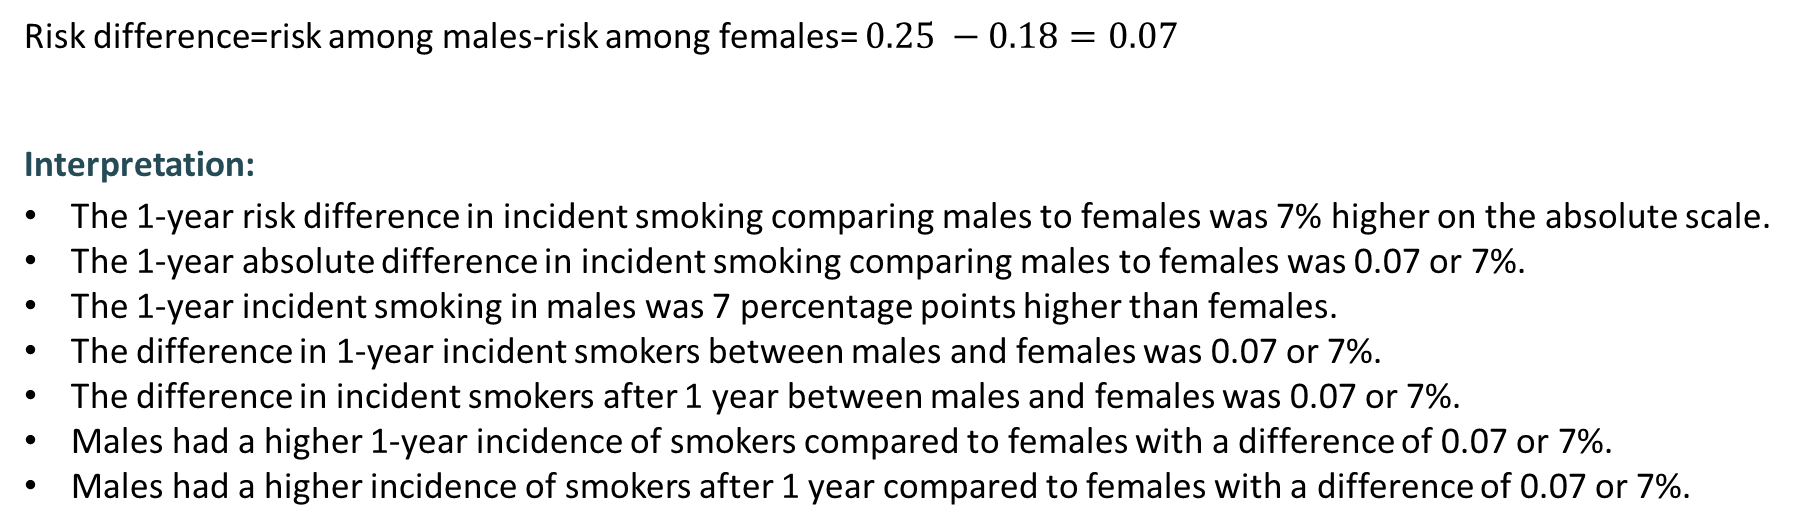 Risk difference=risk among males-risk among females= 0.25 − 0.18 = 0.07
Interpretation:
• The 1-year risk difference in incident smoking comparing males to females was 7% higher on the absolute scale.
• The 1-year absolute difference in incident smoking comparing males to females was 0.07 or 7%.
• The 1-year incident smoking in males was 7 percentage points higher than females.
• The difference in 1-year incident smokers between males and females was 0.07 or 7%.
• The difference in incident smokers after 1 year between males and females was 0.07 or 7%.
• Males had a higher 1-year incidence of smokers compared to females with a difference of 0.07 or 7%.
• Males had a higher incidence of smokers after 1 year compared to females with a difference of 0.07 or 7%.